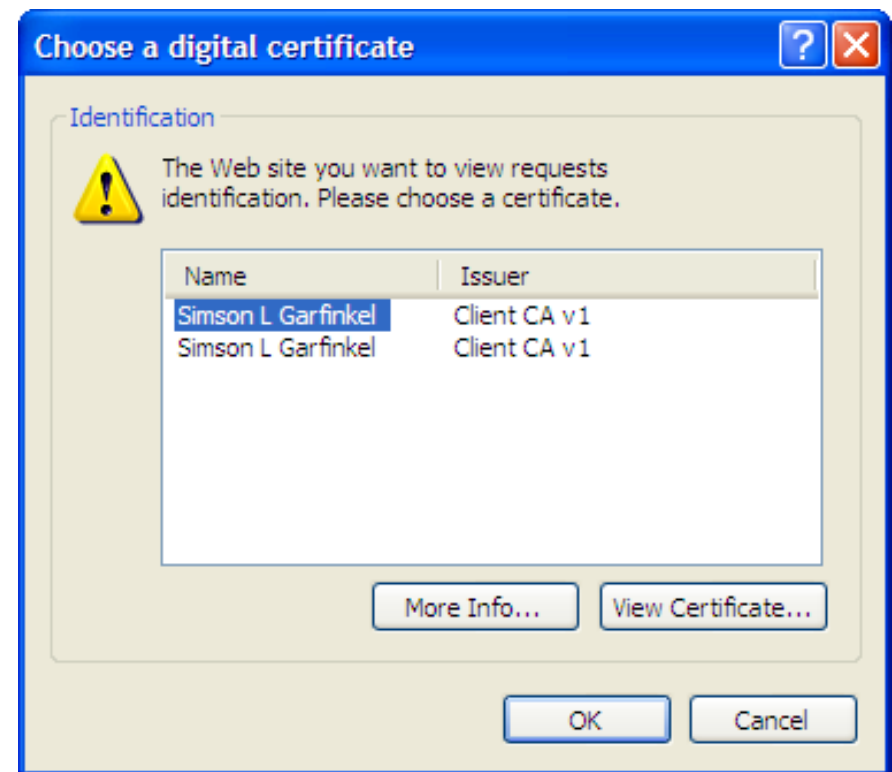 Choose a digital certificate
Identification
The Web site you want to view requests
identification. Please choose a certificate.
Name Issuer
Simson L Garfinkel Client CA v1
Simson L Garfinkel Client CA v1
More Info... View Certificate...
OK Cancel